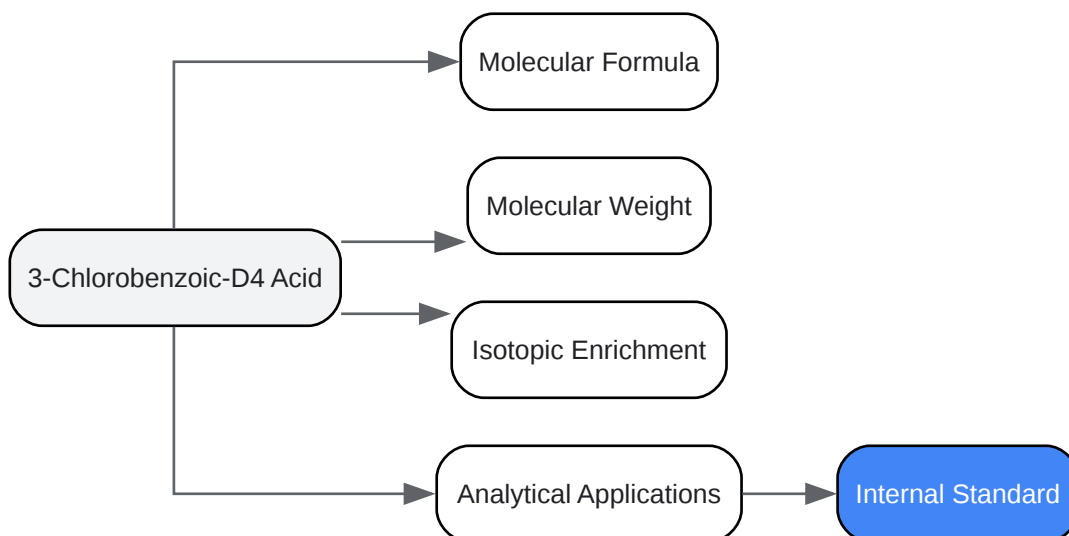 Molecular Formula
Molecular Weight
3-Chlorobenzoic-D4 Acid
Isotopic Enrichment
Analytical Applications
Internal Standard